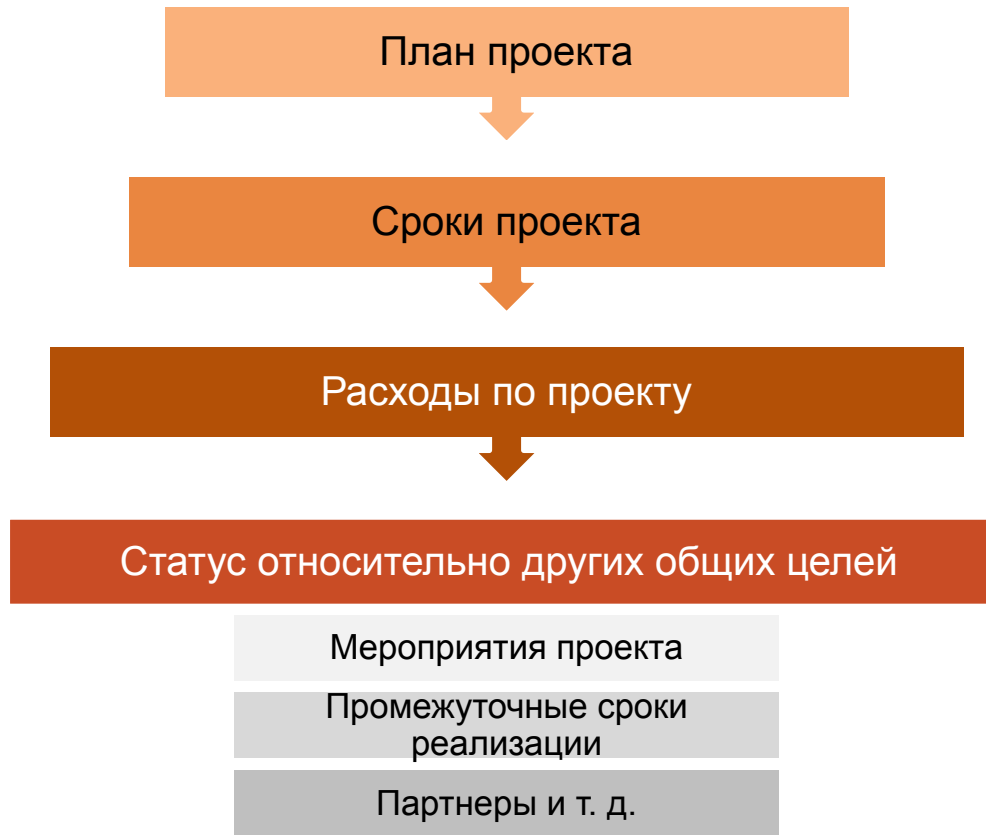 План проекта
Сроки проекта
Расходы по проекту
Статус относительно других общих целей
Мероприятия проекта
Промежуточные сроки
реализации
Партнеры и т. д.